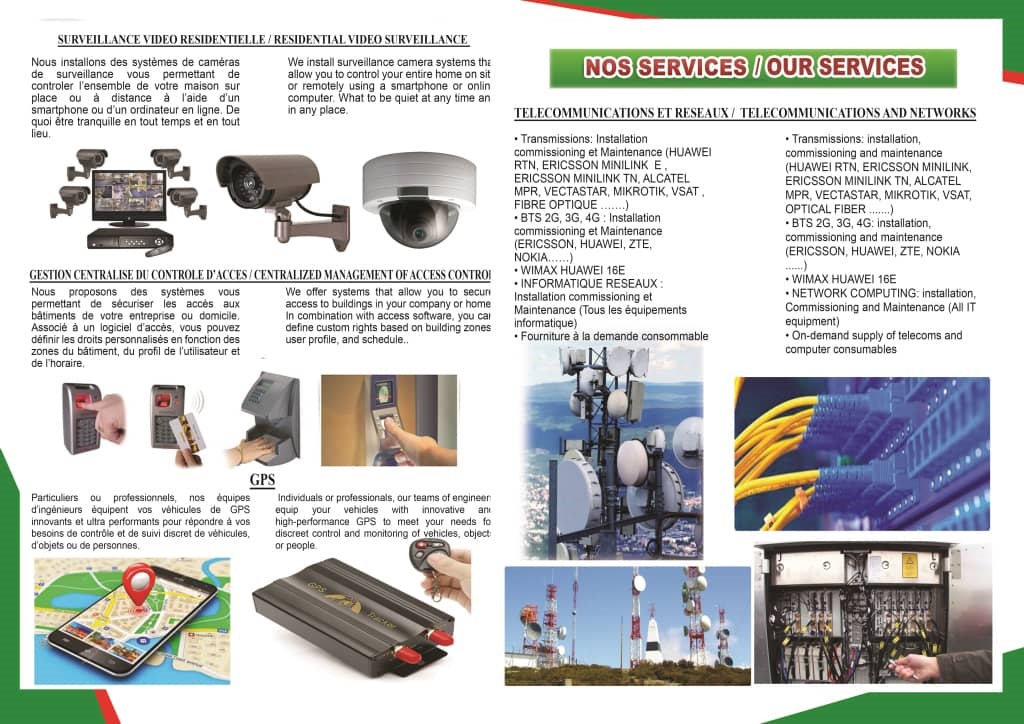 SURVEILLANCE VIDEO RESIDENTIELLE / RESIDENTIAL VIDEO SURVEILLANCE
Nous installons des systèmes de caméras
de surveillance vous permettant de
controler l'ensemble de votre maison sur
place ou à distance à l'aide d'un
smartphone ou d'un ordinateur en ligne. De
quoi être tranquille en tout temps et en tout
lieu.
We install surveillance camera systems tha
allow you to control your entire home on sit
or remotely using a smartphone or onlin
computer. What to be quiet at any time an
in any place.
GESTION CENTRALISE DU CONTROLE D'ACCES / CENTRALIZED MANAGEMENT OF ACCESS CONTROL
Nous proposons des systèmes vous
permettant de sécuriser les accès aux
bâtiments de votre entreprise ou domicile.
Associé à un logiciel d'accès, vous pouvez
définir les droits personnalisés en fonction des
zones du bâtiment, du profil de l'utilisateur et
de l'horaire.
We offer systems that allow you to secure
access to buildings in your company or home
In combination with access software, you can
define custom rights based on building zones
user profile, and schedule..
GPS
Particuliers ou professionnels, nos équipes
d'ingénieurs équipent vos véhicules de GPS
innovants et ultra performants pour répondre à vos
besoins de contrôle et de suivi discret de véhicules,
d'objets ou de personnes.
Individuals or professionals, our teams of engineers
equip your vehicles with innovative and
high-performance GPS to meet your needs fo
discreet control and monitoring of vehicles, objects
or people.
GPS
Tracker
NOS SERVICES / OUR SERVICES
TELECOMMUNICATIONS ET RESEAUX / TELECOMMUNICATIONS AND NETWORKS
• Transmissions: Installation
commissioning et Maintenance (HUAWEI
RTN, ERICSSON MINILINK E ,
ERICSSON MINILINK TN, ALCATEL
MPR, VECTASTAR, MIKROTIK, VSAT ,
FIBRE OPTIQUE …….)
• BTS 2G, 3G, 4G : Installation
commissioning et Maintenance
(ERICSSON, HUAWEI, ZTE,
NOKIA……)
• WIMAX HUAWEI 16E
• INFORMATIQUE RESEAUX :
Installation commissioning et
Maintenance (Tous les équipements
informatique)
• Fourniture à la demande consommable
• Transmissions: installation,
commissioning and maintenance
(HUAWEI RTN, ERICSSON MINILINK,
ERICSSON MINILINK TN, ALCATEL
MPR, VECTASTAR, MIKROTIK, VSAT,
OPTICAL FIBER .......)
• BTS 2G, 3G, 4G: installation,
commissioning and maintenance
(ERICSSON, HUAWEI, ZTE, NOKIA
......)
• WIMAX HUAWEI 16E
• NETWORK COMPUTING: installation,
Commissioning and Maintenance (All IT
equipment)
• On-demand supply of telecoms and
computer consumables